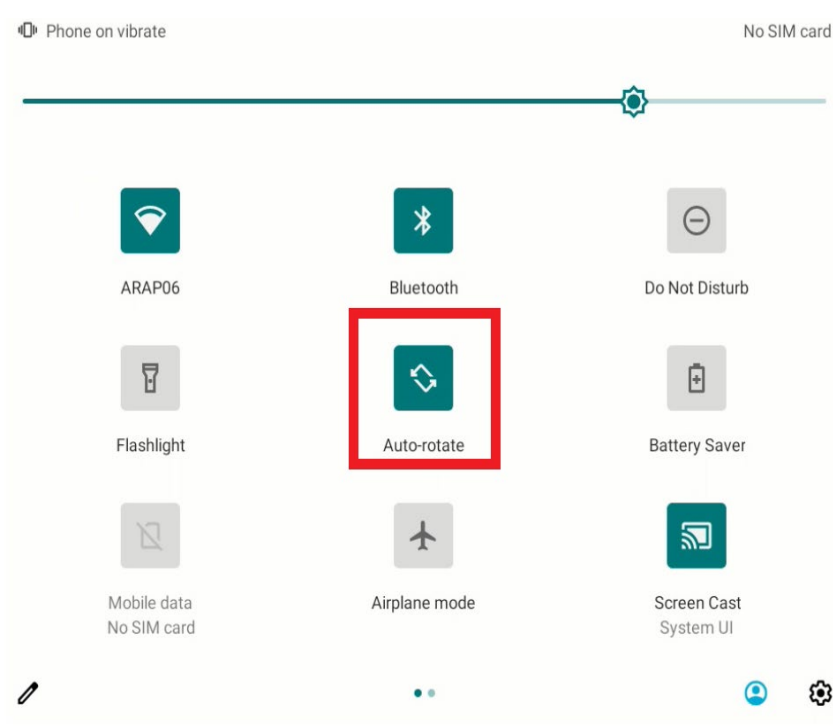 Phone on vibrate
No SIM card
ARAP06
Bluetooth
Do Not Disturb
Flashlight
Auto-rotate
Battery Saver
Mobile data
No SIM card
Airplane mode
Screen Cast
System UI